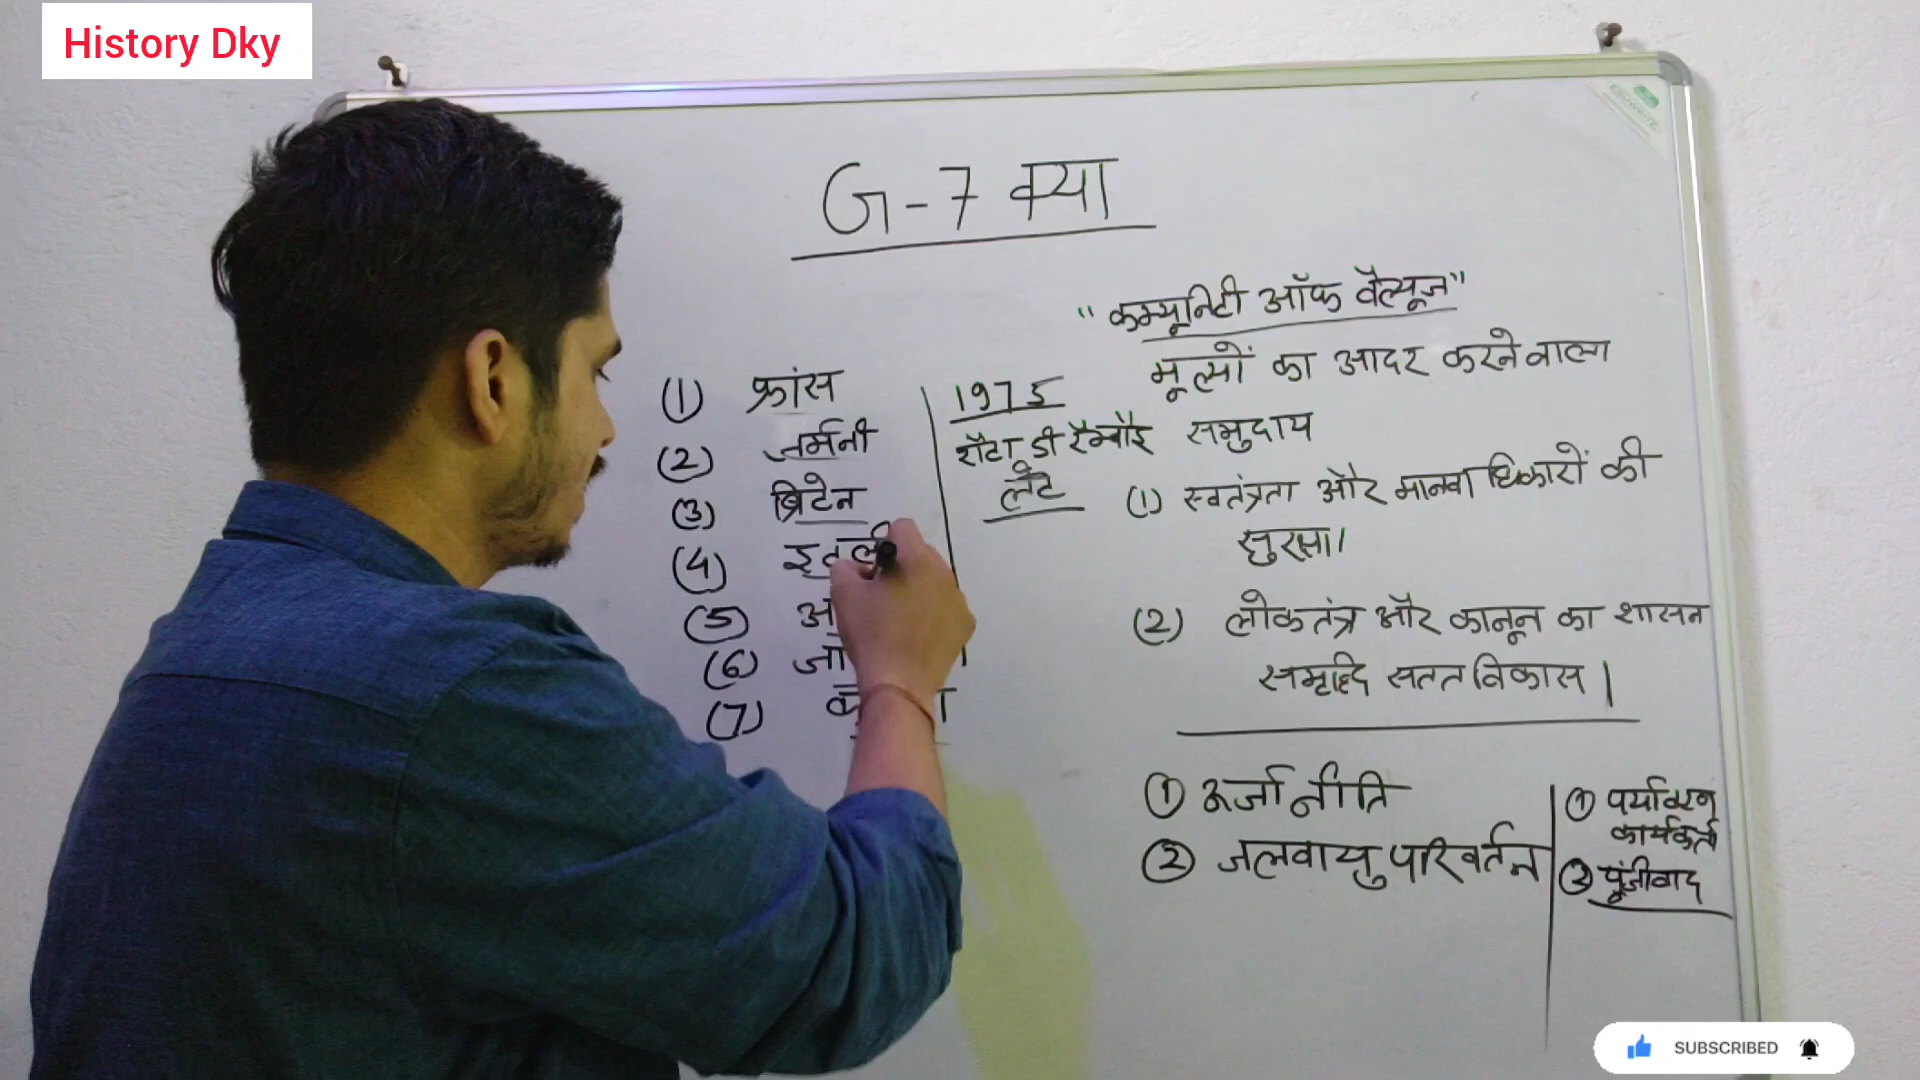 History Dky
G-7 क्या
"कम्यूनिटी ऑफ वैल्यूज"
मूल्यों का आदर करने वाला
समुदाय
(1) फ्रांस
(2) जर्मनी
(3) ब्रिटेन
(4) इटली
(5)
(6)
(7)
1975
शैटा डी रैम्बोइ
लेटे
(1) स्वतंत्रता और मानवाधिकारों की
सुरक्षा।
(2) लोकतंत्र और कानून का शासन
समृद्धि सतत विकास।
① ऊर्जा नीति
② जलवायु परिवर्तन
① पर्यावरन
कार्यकर्ता
② पूंजीवाद
SUBSCRIBED